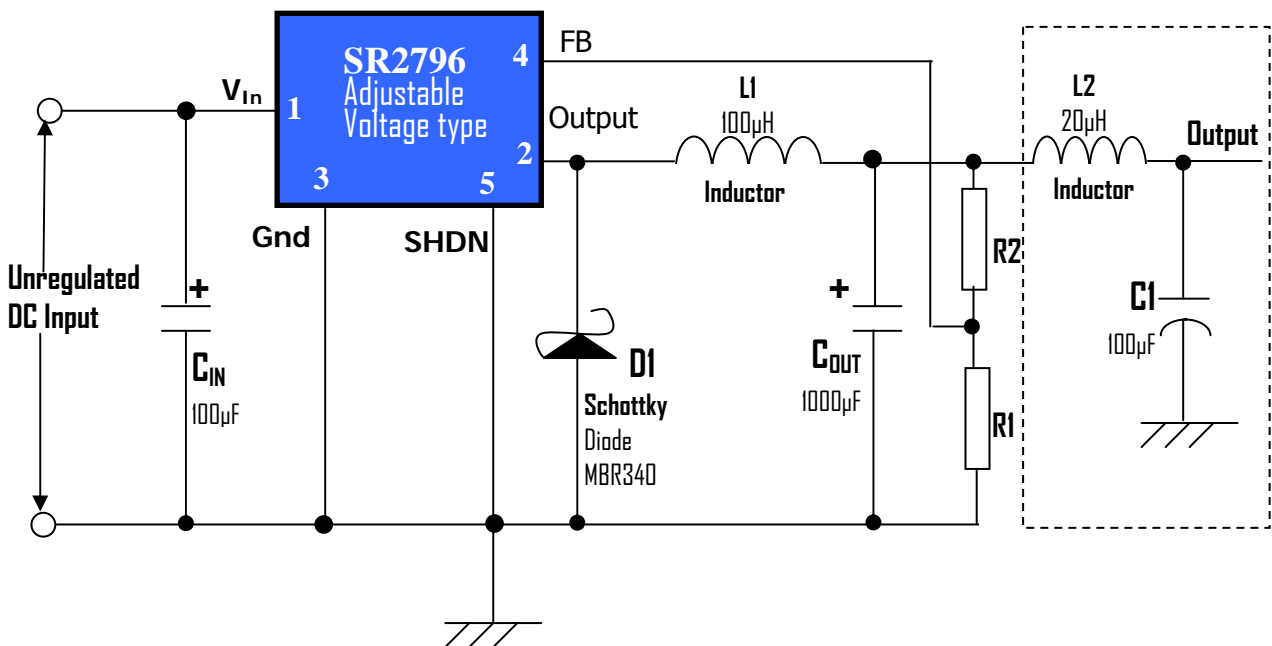 SR2796
Adjustable
Voltage type
1
4
2
3
5
FB
VIn
Output
Gnd
SHDN
Unregulated
DC Input
+
CIN
100µF
L1
100µH
Inductor
D1
Schottky
Diode
MBR340
+
COUT
1000µF
R2
R1
L2
20µH
Inductor
Output
C1
100µF